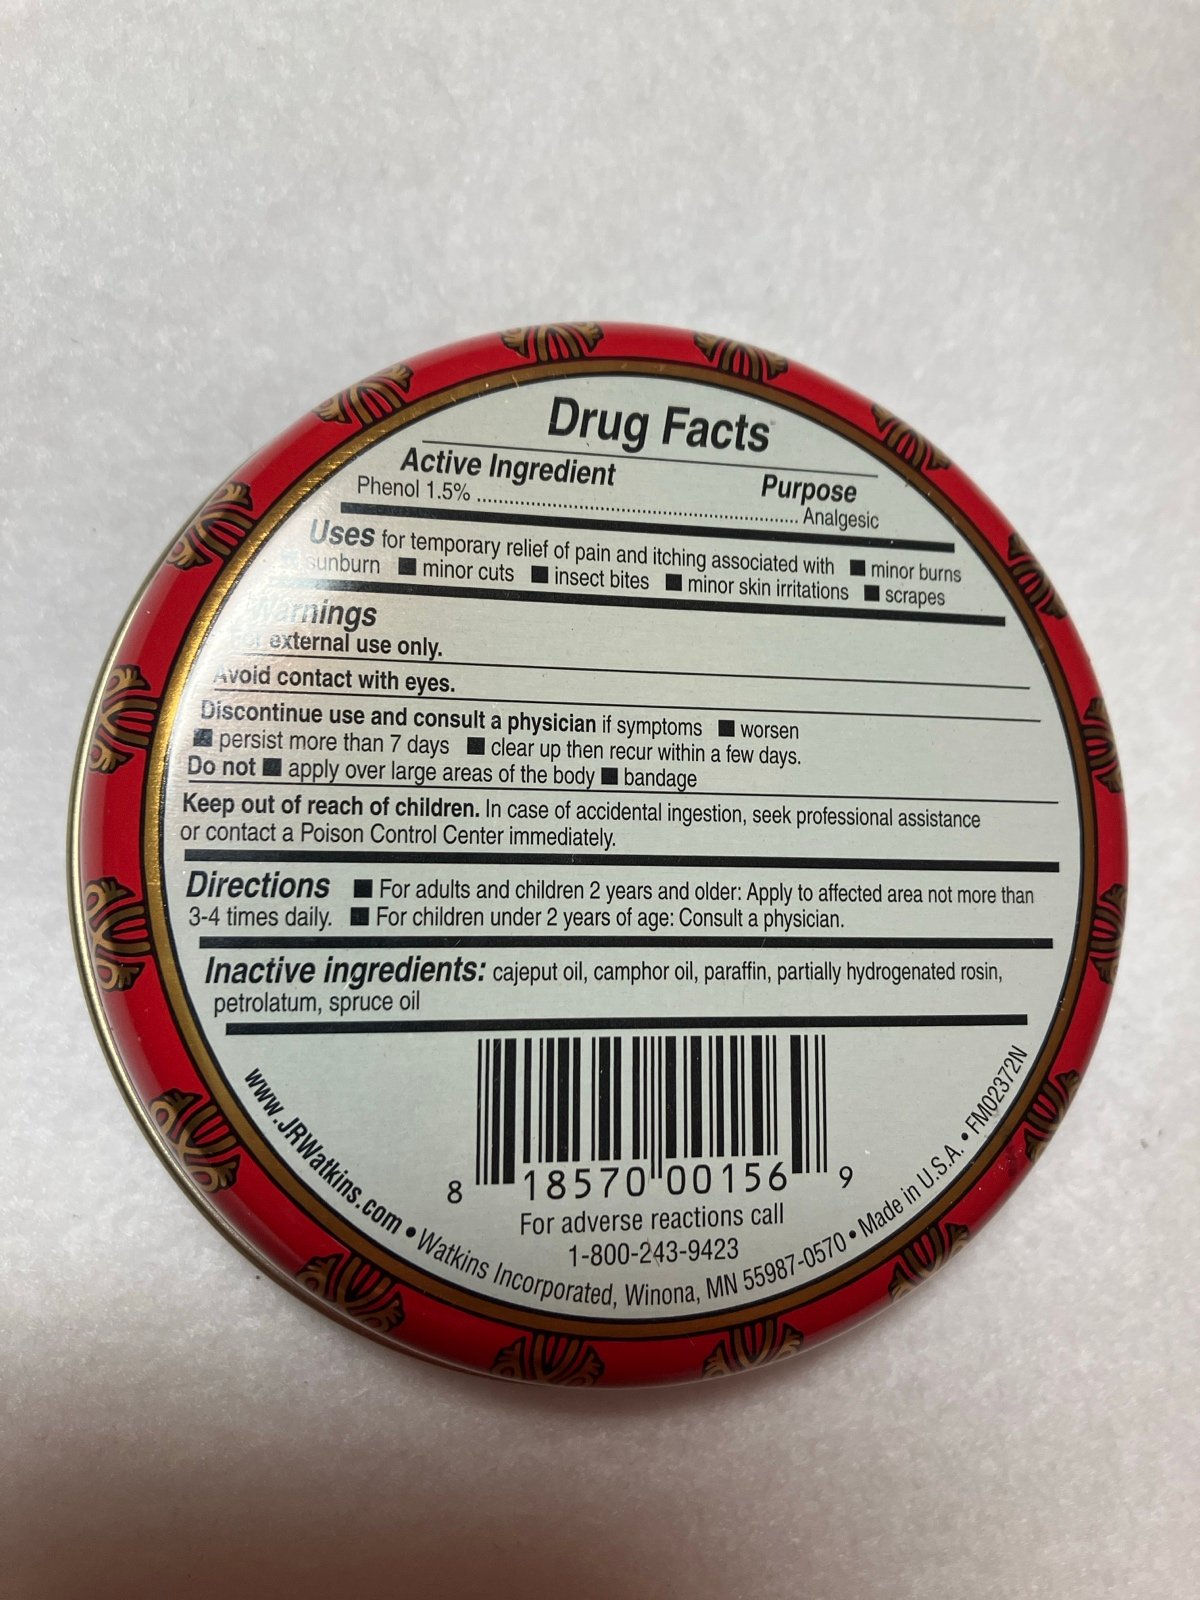 Drug Facts
Active Ingredient Purpose
Phenol 1.5% ........................................................................ Analgesic
Uses for temporary relief of pain and itching associated with ■ minor burns
■ sunburn ■ minor cuts ■ insect bites ■ minor skin irritations ■ scrapes
Warnings
For external use only.
Avoid contact with eyes.
Discontinue use and consult a physician if symptoms ■ worsen
■ persist more than 7 days ■ clear up then recur within a few days.
Do not ■ apply over large areas of the body ■ bandage
Keep out of reach of children. In case of accidental ingestion, seek professional assistance
or contact a Poison Control Center immediately.
Directions ■ For adults and children 2 years and older: Apply to affected area not more than
3-4 times daily. ■ For children under 2 years of age: Consult a physician.
Inactive ingredients: cajeput oil, camphor oil, paraffin, partially hydrogenated rosin,
petrolatum, spruce oil
8 18570 00156 9
For adverse reactions call
1-800-243-9423
www.JRWatkins.com • Watkins Incorporated, Winona, MN 55987-0570 • Made in U.S.A. • FM02372N